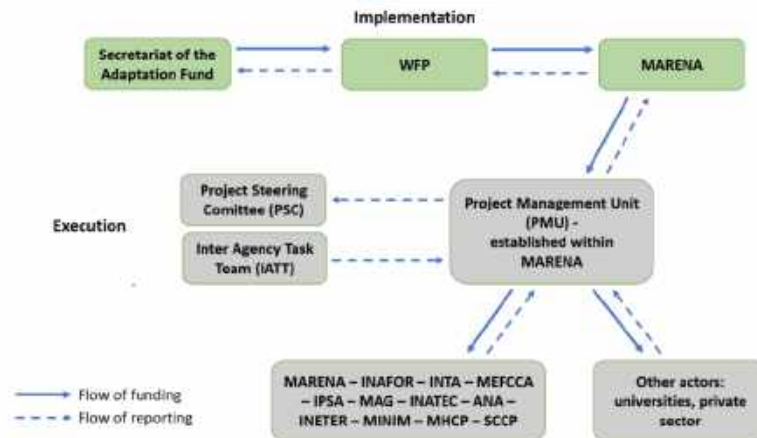 Implementation
Secretariat of the
Adaptation Fund
WFP
MARENA
Execution
Project Steering
Comittee (PSC)
Inter Agency Task
Team (IATT)
Project Management Unit
(PMU) -
established within
MARENA
MARENA – INAFOR – INTA – MEFCCA
– IPSA – MAG – INATEC – ANA –
INETER – MINIM – MHCP – SCCP
Other actors:
universities, private
sector
Flow of funding
Flow of reporting